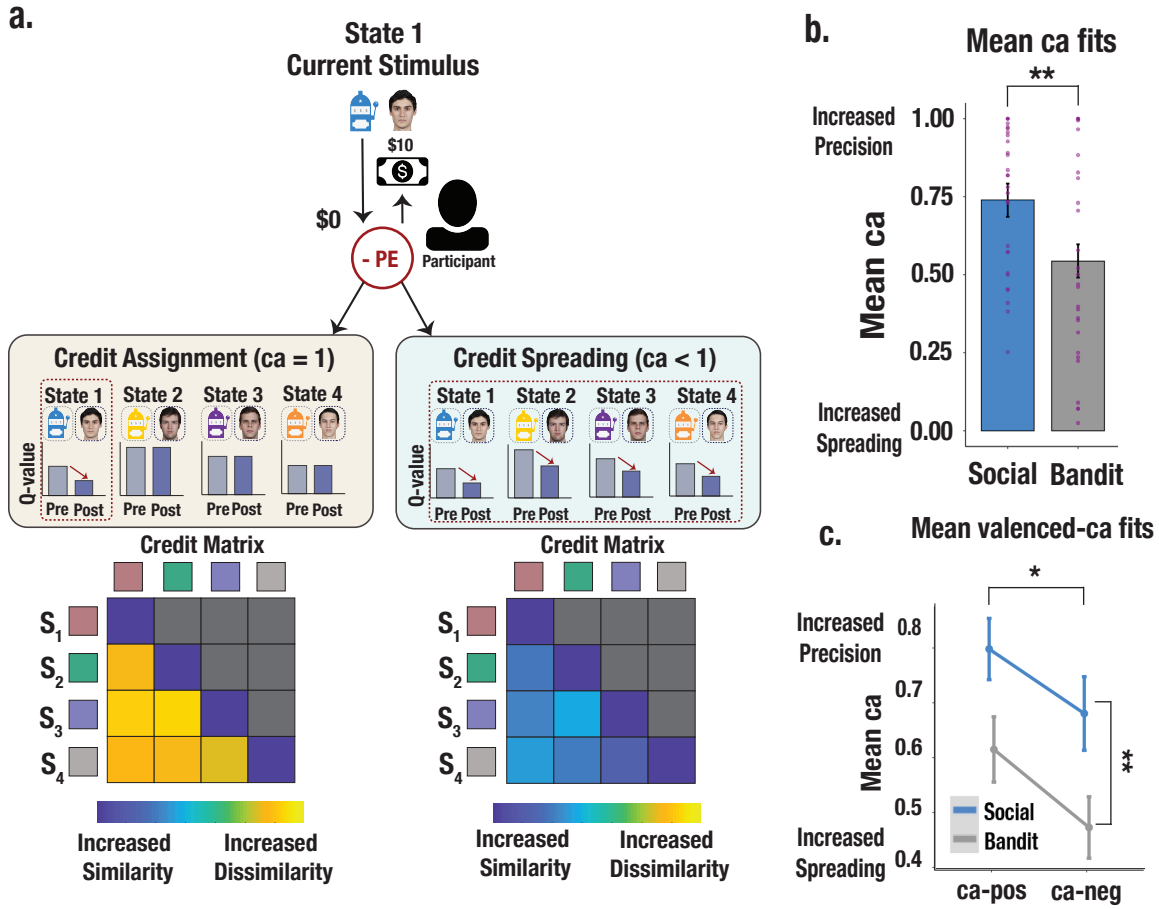 a.
State 1
Current Stimulus
$10
$0
- PE
Participant
Credit Assignment (ca = 1)
State 1 State 2 State 3 State 4
Q-value
Pre Post Pre Post Pre Post Pre Post
Credit Matrix
S1
S2
S3
S4
Increased Similarity
Increased Dissimilarity
Credit Spreading (ca < 1)
State 1 State 2 State 3 State 4
Q-value
Pre Post Pre Post Pre Post Pre Post
Credit Matrix
S1
S2
S3
S4
Increased Similarity
Increased Dissimilarity
b.
Mean ca fits
**
Increased
Precision
1.00
0.75
Mean ca
0.50
0.25
Increased
Spreading
0.00
Social Bandit
c.
Mean valenced-ca fits
*
Increased
Precision
0.8
0.7
Mean ca
0.6
**
0.5
Social
Bandit
Increased
Spreading
0.4
ca-pos ca-neg